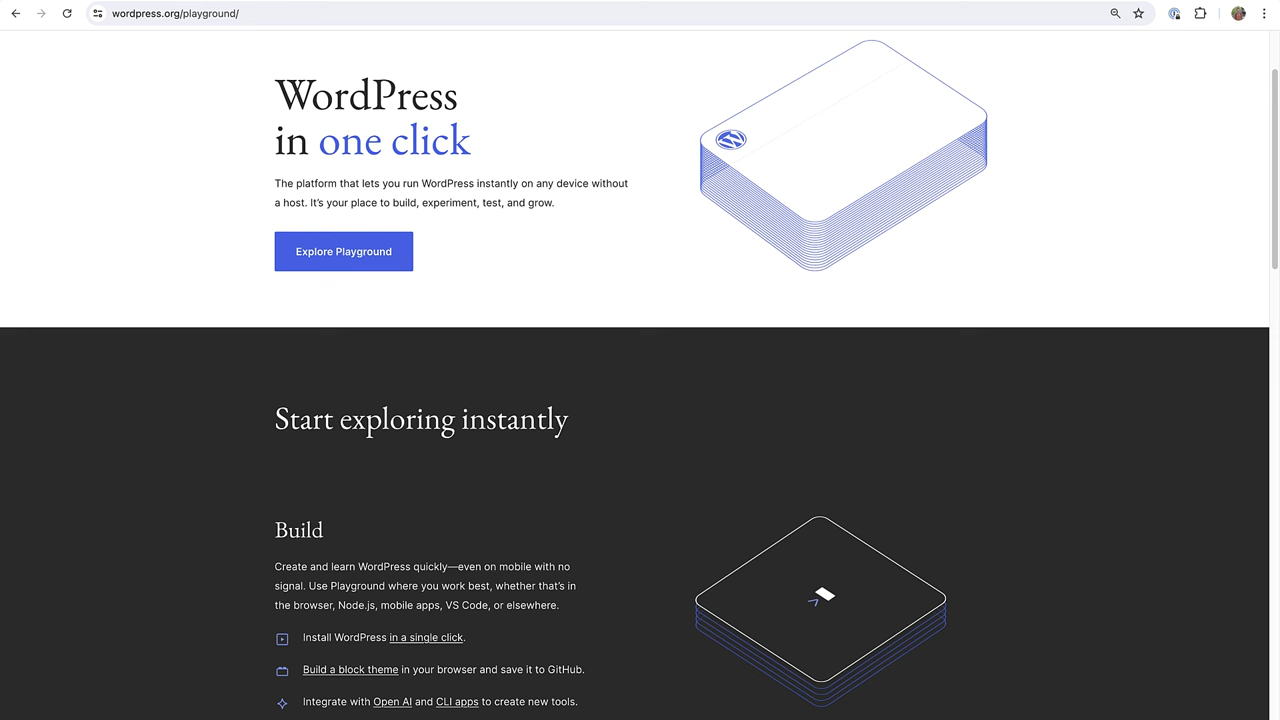 wordpress.org/playground/
WordPress
in one click
The platform that lets you run WordPress instantly on any device without
a host. It’s your place to build, experiment, test, and grow.
Explore Playground
Start exploring instantly
Build
Create and learn WordPress quickly—even on mobile with no
signal. Use Playground where you work best, whether that’s in
the browser, Node.js, mobile apps, VS Code, or elsewhere.
Install WordPress in a single click.
Build a block theme in your browser and save it to GitHub.
Integrate with Open AI and CLI apps to create new tools.